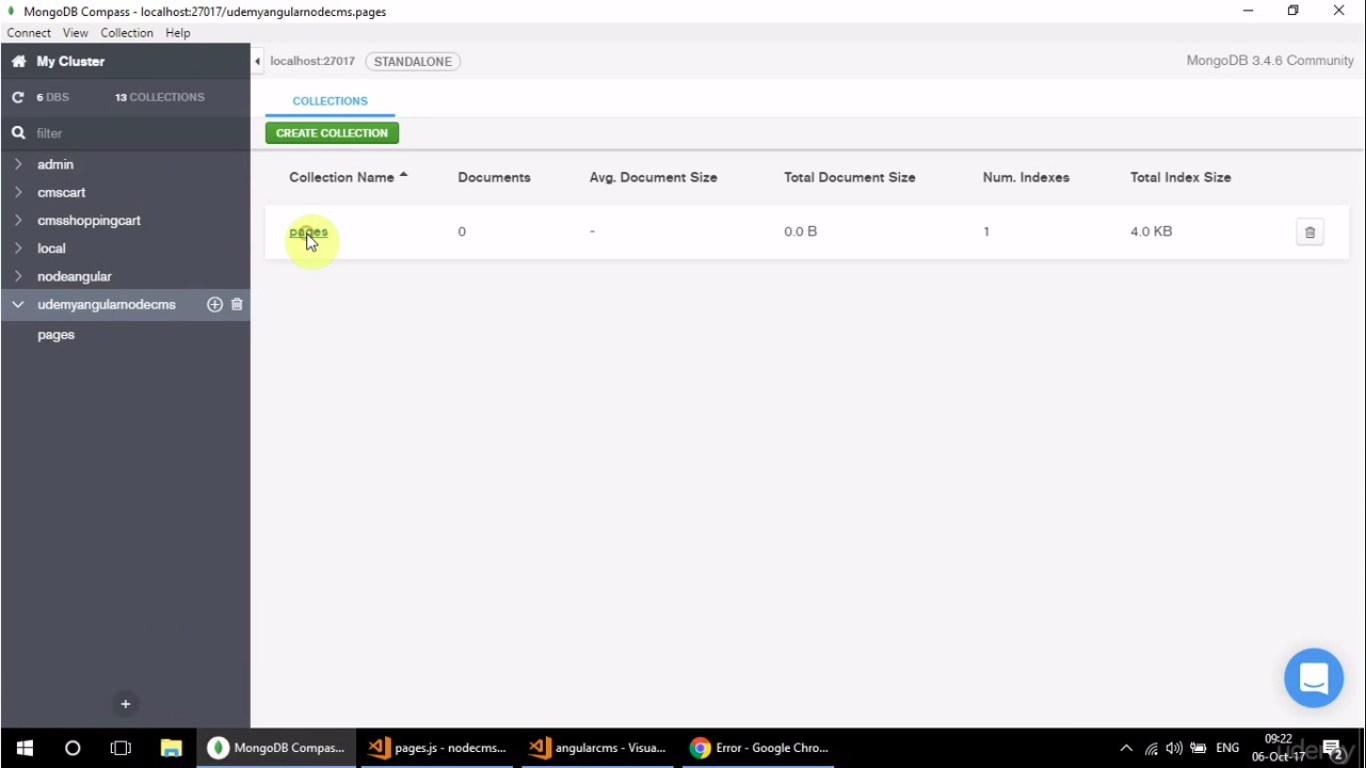 MongoDB Compass - localhost:27017/udemyangularnodecms.pages
Connect View Collection Help
My Cluster
localhost:27017 STANDALONE MongoDB 3.4.6 Community
6 DBS 13 COLLECTIONS
COLLECTIONS
filter
CREATE COLLECTION
admin
cmscart
cmsshoppingcart
local
nodeangular
udemyangularnodecms
pages
Collection Name Documents Avg. Document Size Total Document Size Num. Indexes Total Index Size
pages 0 - 0.0 B 1 4.0 KB
MongoDB Compas... pages.js - nodecms... angularcms - Visua... Error - Google Chro... ENG
09:22
06-Oct-17
2
udemy